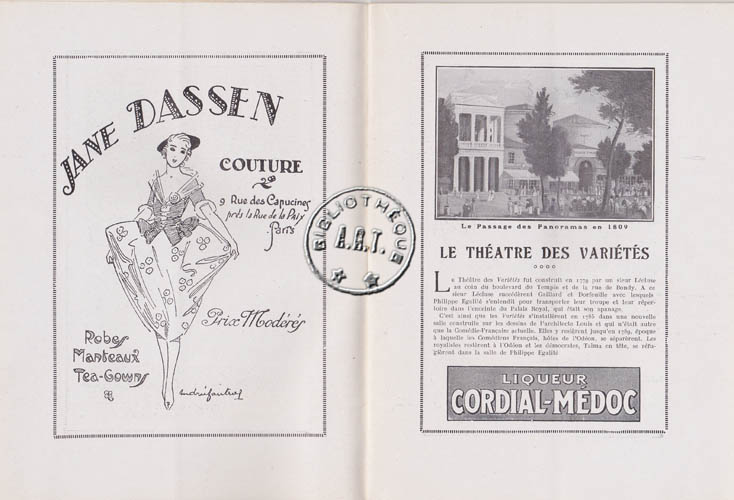 JANE DASSEN
COUTURE
9 Rue des Capucines
près la Rue de la Paix
Paris
Prix Modérés
Robes
Manteaux
Tea-Gowns
BIBLIOTHÈQUE
A.R.T.
Le Passage des Panoramas en 1809
LE THÉATRE DES VARIÉTÉS
Le Théâtre des Variétés fut construit en 1779 par un sieur Lécluse
au coin du boulevard du Temple et de la rue de Bondy. A ce
sieur Lécluse succédèrent Gaillard et Dorfeuille avec lesquels
Philippe Egalité s'entendit pour transporter leur troupe et leur réper-
toire dans l'enceinte du Palais Royal, qui était son apanage.
C'est ainsi que les Variétés s'installèrent en 1785 dans une nouvelle
salle construite sur les dessins de l'architecte Louis et qui n'était autre
que la Comédie-Française actuelle. Elles y restèrent jusqu'en 1789, époque
à laquelle les Comédiens Français, hôtes de l'Odéon, se séparèrent. Les
royalistes restèrent à l'Odéon et les démocrates, Talma en tête, se réfu-
gièrent dans la salle de Philippe Egalité
LIQUEUR
CORDIAL-MÉDOC